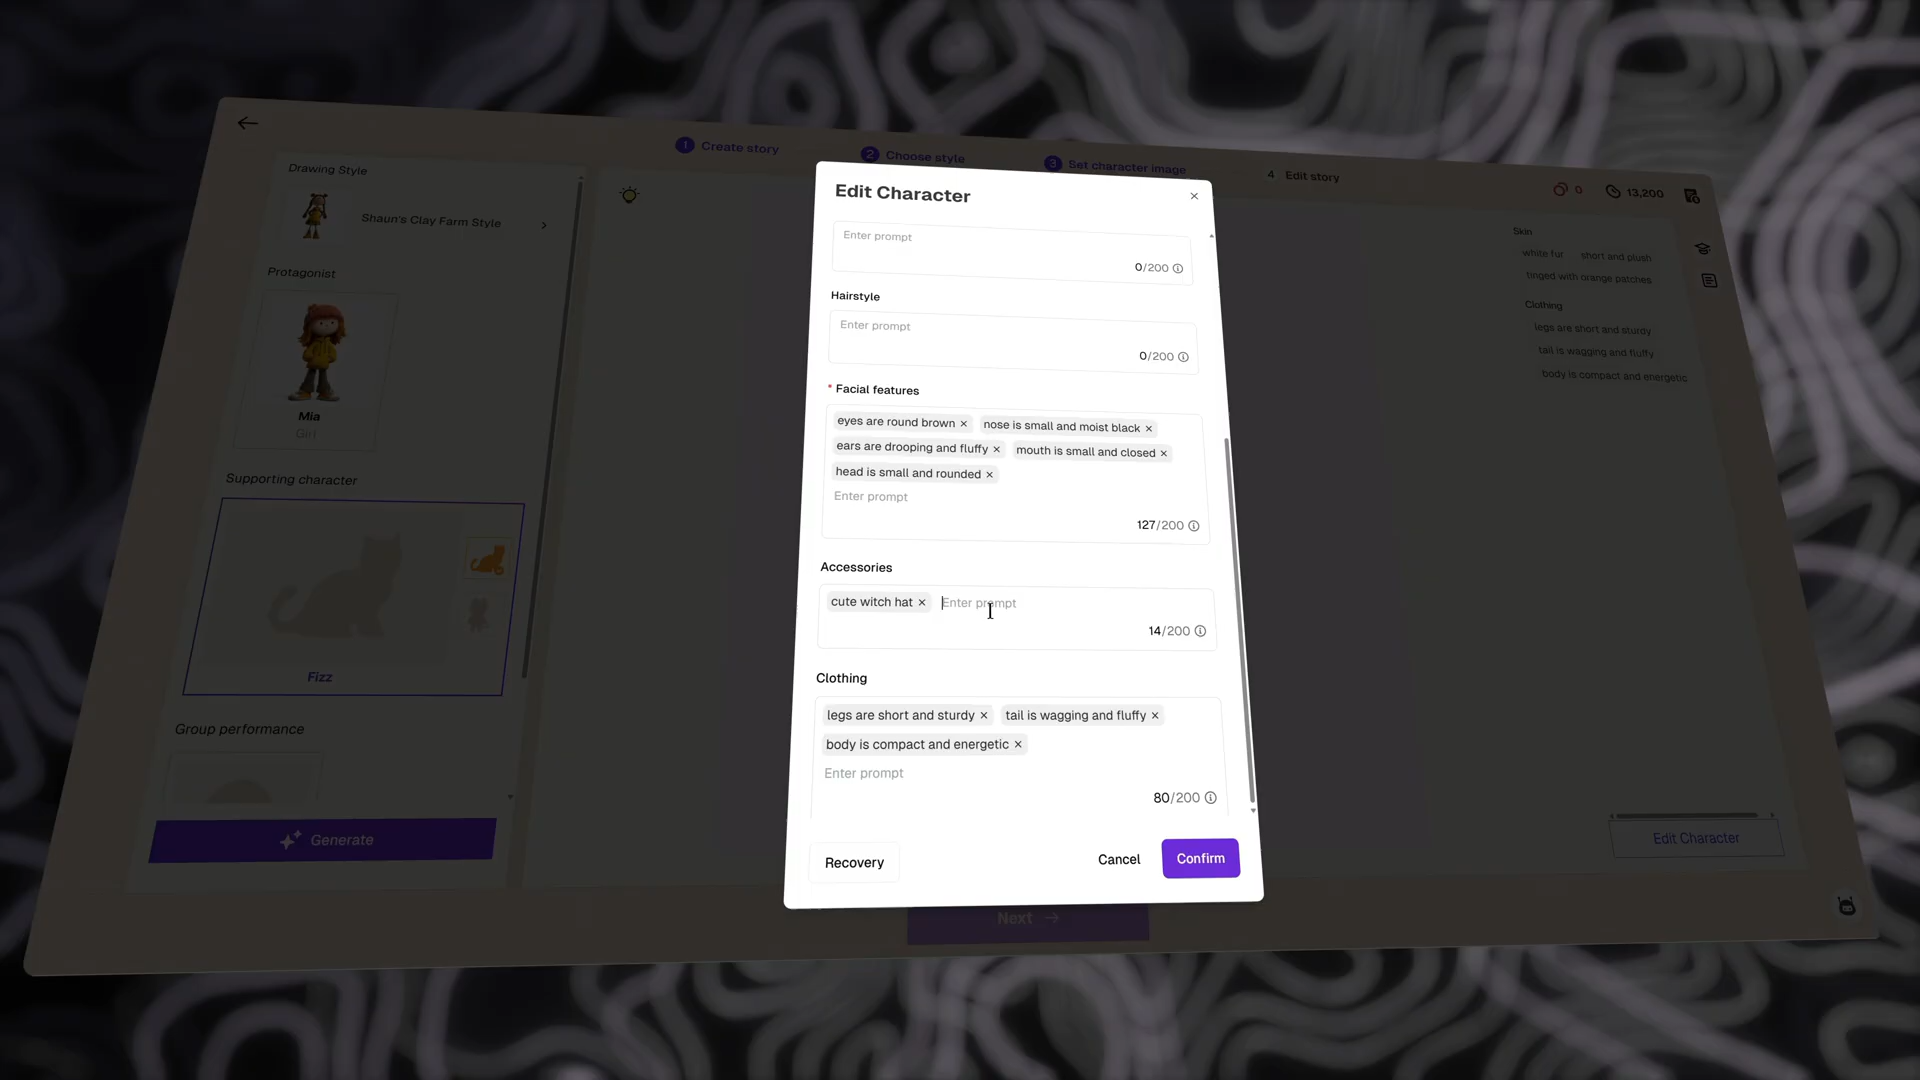 1 Create story
2 Choose style
3 Set character image
4 Edit story
0
13,200
Drawing Style
Shaun's Clay Farm Style
Protagonist
Mia
Girl
Supporting character
Fizz
Group performance
Generate
Edit Character
Enter prompt
0/200
Hairstyle
Enter prompt
0/200
* Facial features
eyes are round brown × nose is small and moist black ×
ears are drooping and fluffy × mouth is small and closed ×
head is small and rounded ×
Enter prompt
127/200
Accessories
cute witch hat × Enter prompt
14/200
Clothing
legs are short and sturdy × tail is wagging and fluffy ×
body is compact and energetic ×
Enter prompt
80/200
Recovery
Cancel
Confirm
Next
Skin
white fur short and plush
tinged with orange patches
Clothing
legs are short and sturdy
tail is wagging and fluffy
body is compact and energetic
Edit Character